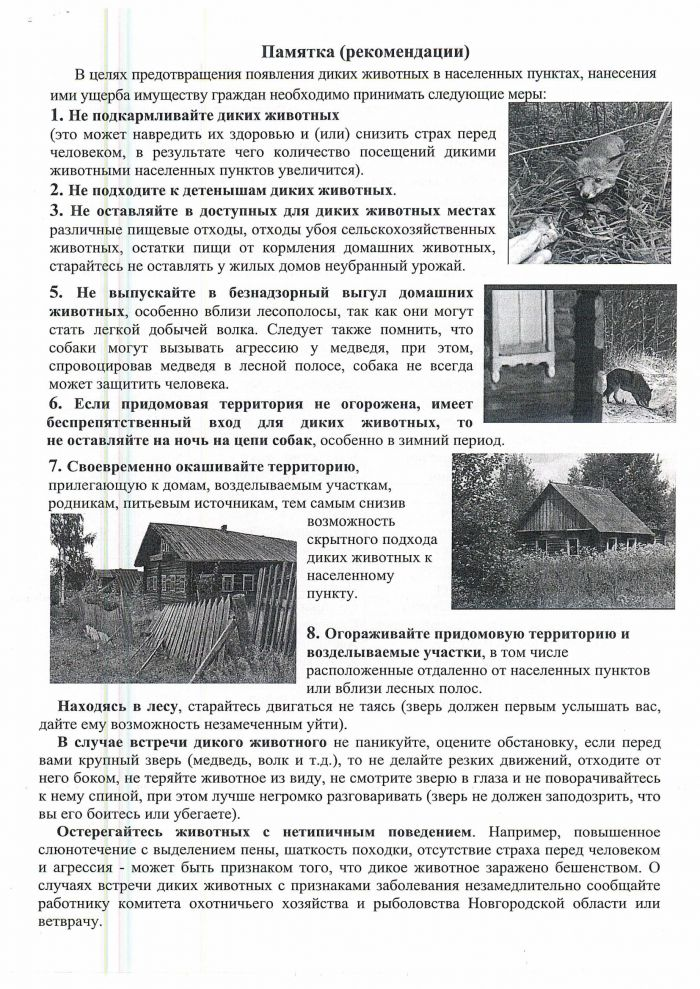 Памятка (рекомендации)
В целях предотвращения появления диких животных в населенных пунктах, нанесения
ими ущерба имуществу граждан необходимо принимать следующие меры:
1. Не подкармливайте диких животных
(это может навредить их здоровью и (или) снизить страх перед
человеком, в результате чего количество посещений дикими
животными населенных пунктов увеличится).
2. Не подходите к детенышам диких животных.
3. Не оставляйте в доступных для диких животных местах
различные пищевые отходы, отходы убоя сельскохозяйственных
животных, остатки пищи от кормления домашних животных,
старайтесь не оставлять у жилых домов неубранный урожай.
5. Не выпускайте в безнадзорный выгул домашних
животных, особенно вблизи лесополосы, так как они могут
стать легкой добычей волка. Следует также помнить, что
собаки могут вызывать агрессию у медведя, при этом,
спровоцировав медведя в лесной полосе, собака не всегда
может защитить человека.
6. Если придомовая территория не огорожена, имеет
беспрепятственный вход для диких животных, то
не оставляйте на ночь на цепи собак, особенно в зимний период.
7. Своевременно окашивайте территорию,
прилегающую к домам, возделываемым участкам,
родникам, питьевым источникам, тем самым снизив
возможность
скрытного подхода
диких животных к
населенному
пункту.
8. Огораживайте придомовую территорию и
возделываемые участки, в том числе
расположенные отдаленно от населенных пунктов
или вблизи лесных полос.
Находясь в лесу, старайтесь двигаться не таясь (зверь должен первым услышать вас,
дайте ему возможность незамеченным уйти).
В случае встречи дикого животного не паникуйте, оцените обстановку, если перед
вами крупный зверь (медведь, волк и т.д.), то не делайте резких движений, отходите от
него боком, не теряйте животное из виду, не смотрите зверю в глаза и не поворачивайтесь
к нему спиной, при этом лучше негромко разговаривать (зверь не должен заподозрить, что
вы его боитесь или убегаете).
Остерегайтесь животных с нетипичным поведением. Например, повышенное
слюнотечение с выделением пены, шаткость походки, отсутствие страха перед человеком
и агрессия - может быть признаком того, что дикое животное заражено бешенством. О
случаях встречи диких животных с признаками заболевания незамедлительно сообщайте
работнику комитета охотничьего хозяйства и рыболовства Новгородской области или
ветврачу.